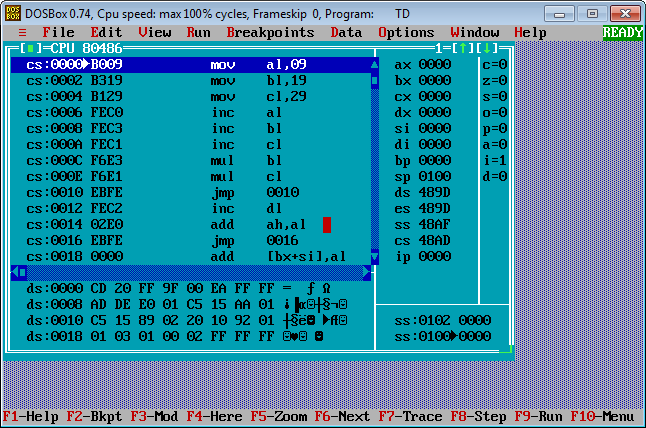 DOSBox 0.74, Cpu speed: max 100% cycles, Frameskip 0, Program: TD
≡ File Edit View Run Breakpoints Data Options Window Help READY
[■]=CPU 80486 1=[↑][↓]
cs:0000►B009 mov al,09 ax 0000 c=0
cs:0002 B319 mov bl,19 bx 0000 z=0
cs:0004 B129 mov cl,29 cx 0000 s=0
cs:0006 FEC0 inc al dx 0000 o=0
cs:0008 FEC3 inc bl si 0000 p=0
cs:000A FEC1 inc cl di 0000 a=0
cs:000C F6E3 mul bl bp 0000 i=1
cs:000E F6E1 mul cl sp 0100 d=0
cs:0010 EBFE jmp 0010 ds 489D
cs:0012 FEC2 inc dl es 489D
cs:0014 02E0 add ah,al ss 48AF
cs:0016 EBFE jmp 0016 cs 48AD
cs:0018 0000 add [bx+si],al ip 0000
ds:0000 CD 20 FF 9F 00 EA FF FF = ƒ Ω
ds:0008 AD DE E0 01 C5 15 AA 01 ¡▐α☺┼§¬☺
ds:0010 C5 15 89 02 20 10 92 01 ┼§ë☻ ►Æ☺ ss:0102 0000
ds:0018 01 03 01 00 02 FF FF FF ☺♥☺ ☻ ss:0100►0000
F1-Help F2-Bkpt F3-Mod F4-Here F5-Zoom F6-Next F7-Trace F8-Step F9-Run F10-Menu